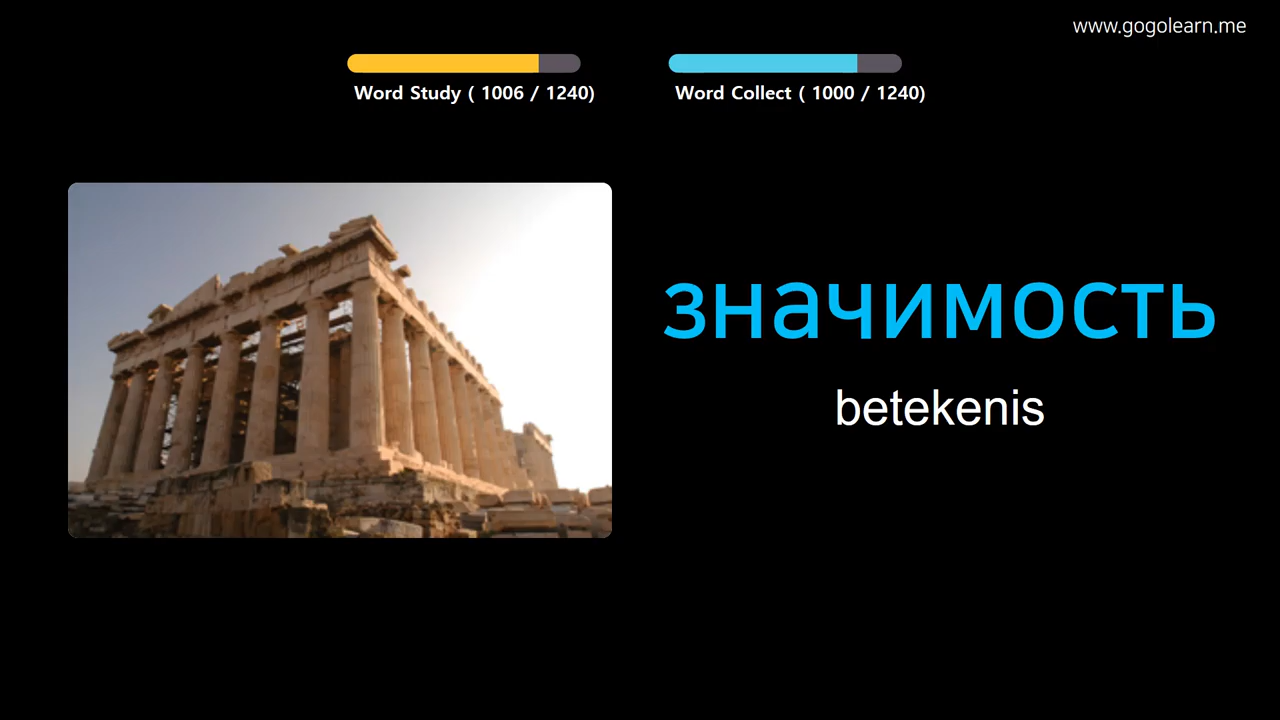 www.gogolearn.me
Word Study ( 1006 / 1240)
Word Collect ( 1000 / 1240)
значимость
betekenis